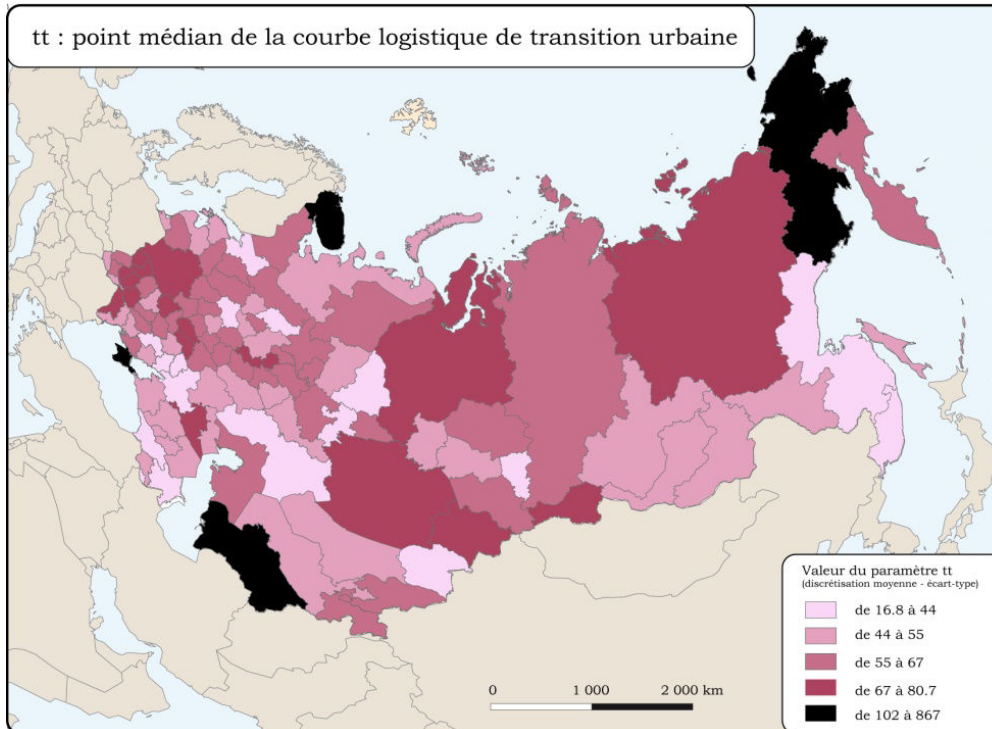 tt : point médian de la courbe logistique de transition urbaine
Valeur du paramètre tt
(discrétisation moyenne - écart-type)
de 16.8 à 44
de 44 à 55
de 55 à 67
de 67 à 80.7
de 102 à 867
0 1 000 2 000 km